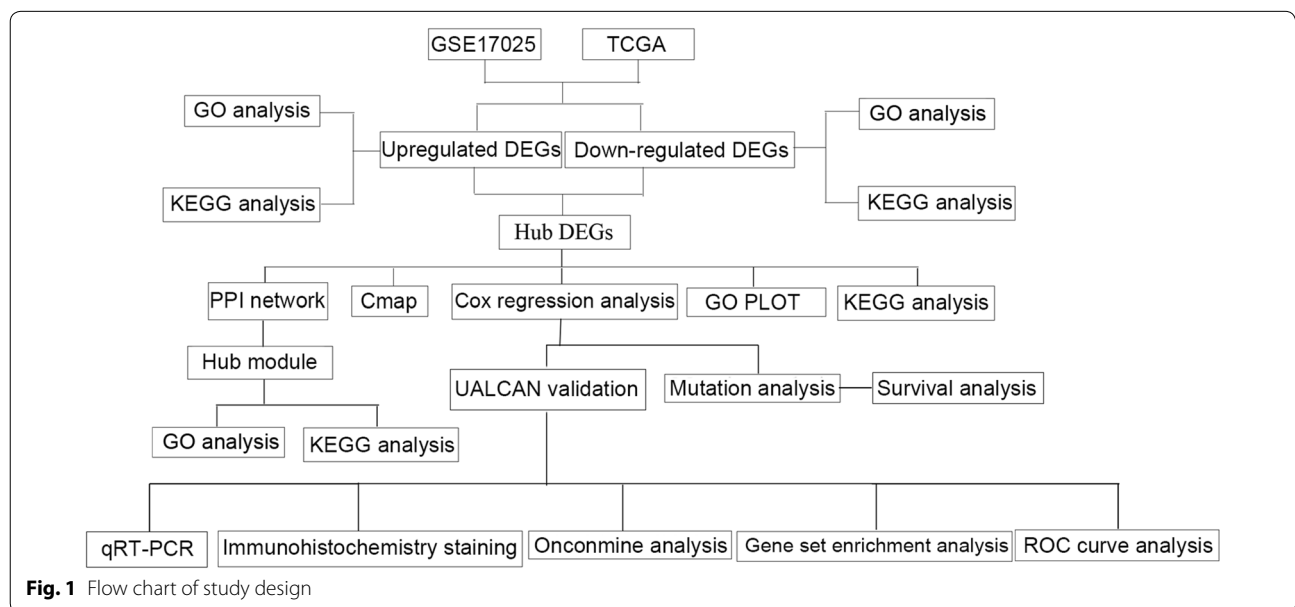 GSE17025
TCGA
GO analysis
GO analysis
Upregulated DEGs
Down-regulated DEGs
KEGG analysis
KEGG analysis
Hub DEGs
PPI network
Cmap
Cox regression analysis
GO PLOT
KEGG analysis
Hub module
UALCAN validation
Mutation analysis
Survival analysis
GO analysis
KEGG analysis
qRT-PCR
Immunohistochemistry staining
Onconmine analysis
Gene set enrichment analysis
ROC curve analysis
Fig. 1 Flow chart of study design